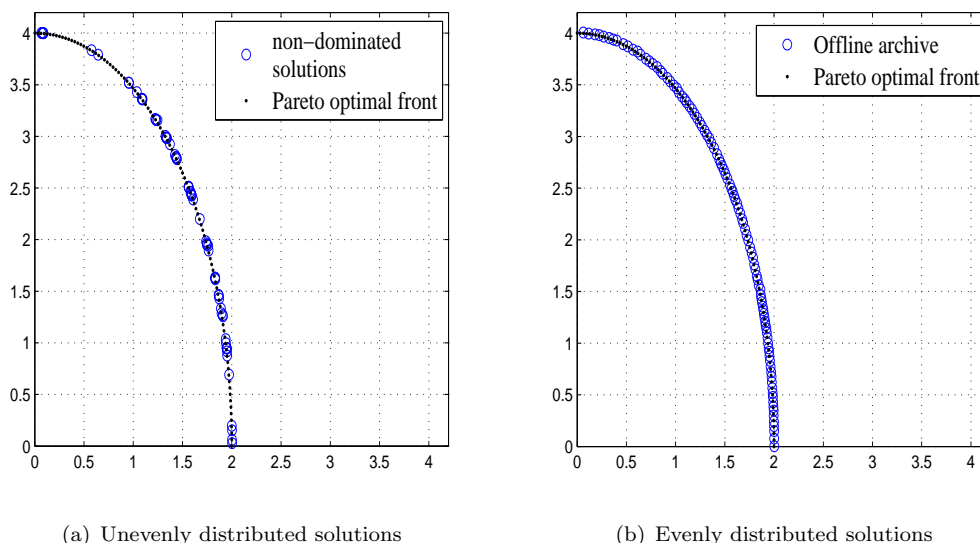 4
3.5
3
2.5
2
1.5
1
0.5
0
0 0.5 1 1.5 2 2.5 3 3.5 4
non-dominated
solutions
Pareto optimal front
(a) Unevenly distributed solutions
4
3.5
3
2.5
2
1.5
1
0.5
0
0 0.5 1 1.5 2 2.5 3 3.5 4
Offline archive
Pareto optimal front
(b) Evenly distributed solutions